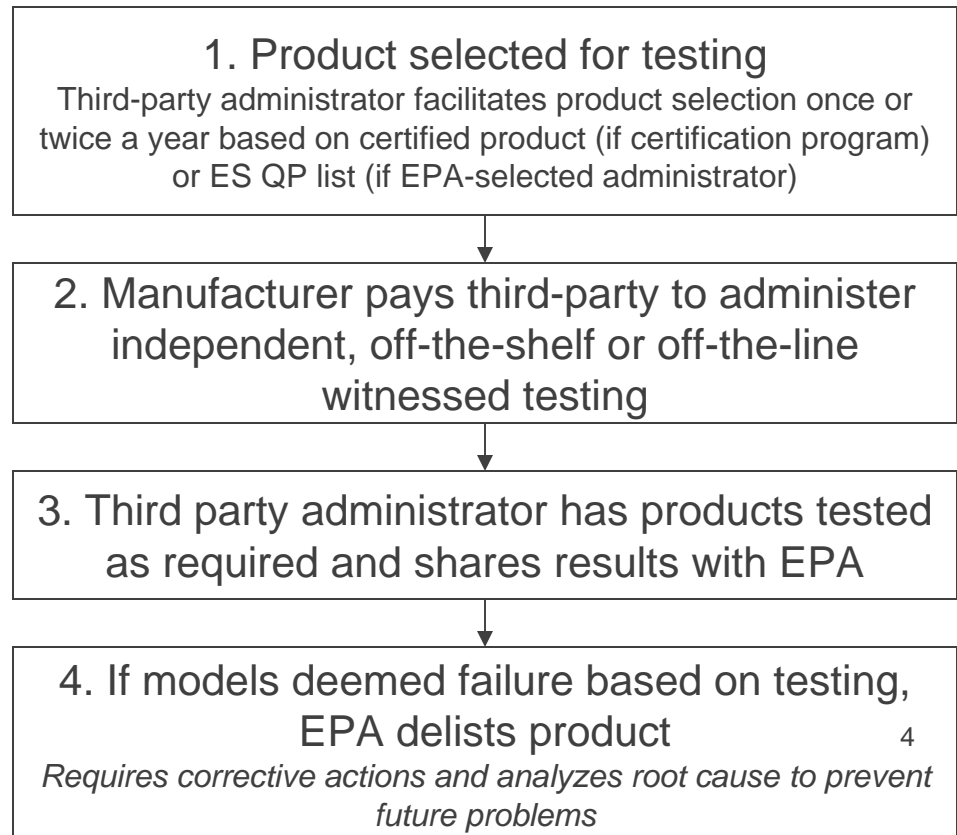 1. Product selected for testing
Third-party administrator facilitates product selection once or
twice a year based on certified product (if certification program)
or ES QP list (if EPA-selected administrator)
2. Manufacturer pays third-party to administer
independent, off-the-shelf or off-the-line
witnessed testing
3. Third party administrator has products tested
as required and shares results with EPA
4. If models deemed failure based on testing,
EPA delists product
4
Requires corrective actions and analyzes root cause to prevent
future problems